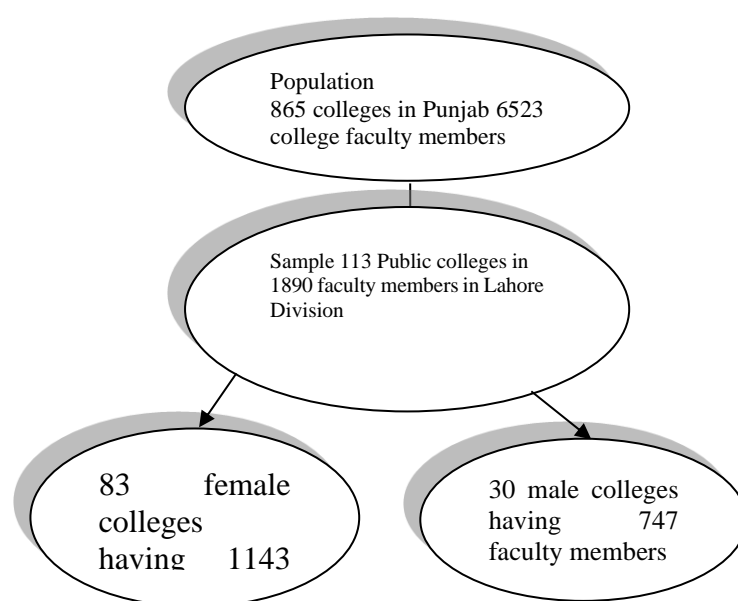 Population
865 colleges in Punjab 6523
college faculty members
Sample 113 Public colleges in
1890 faculty members in Lahore
Division
83 female
colleges
having 1143
30 male colleges
having 747
faculty members